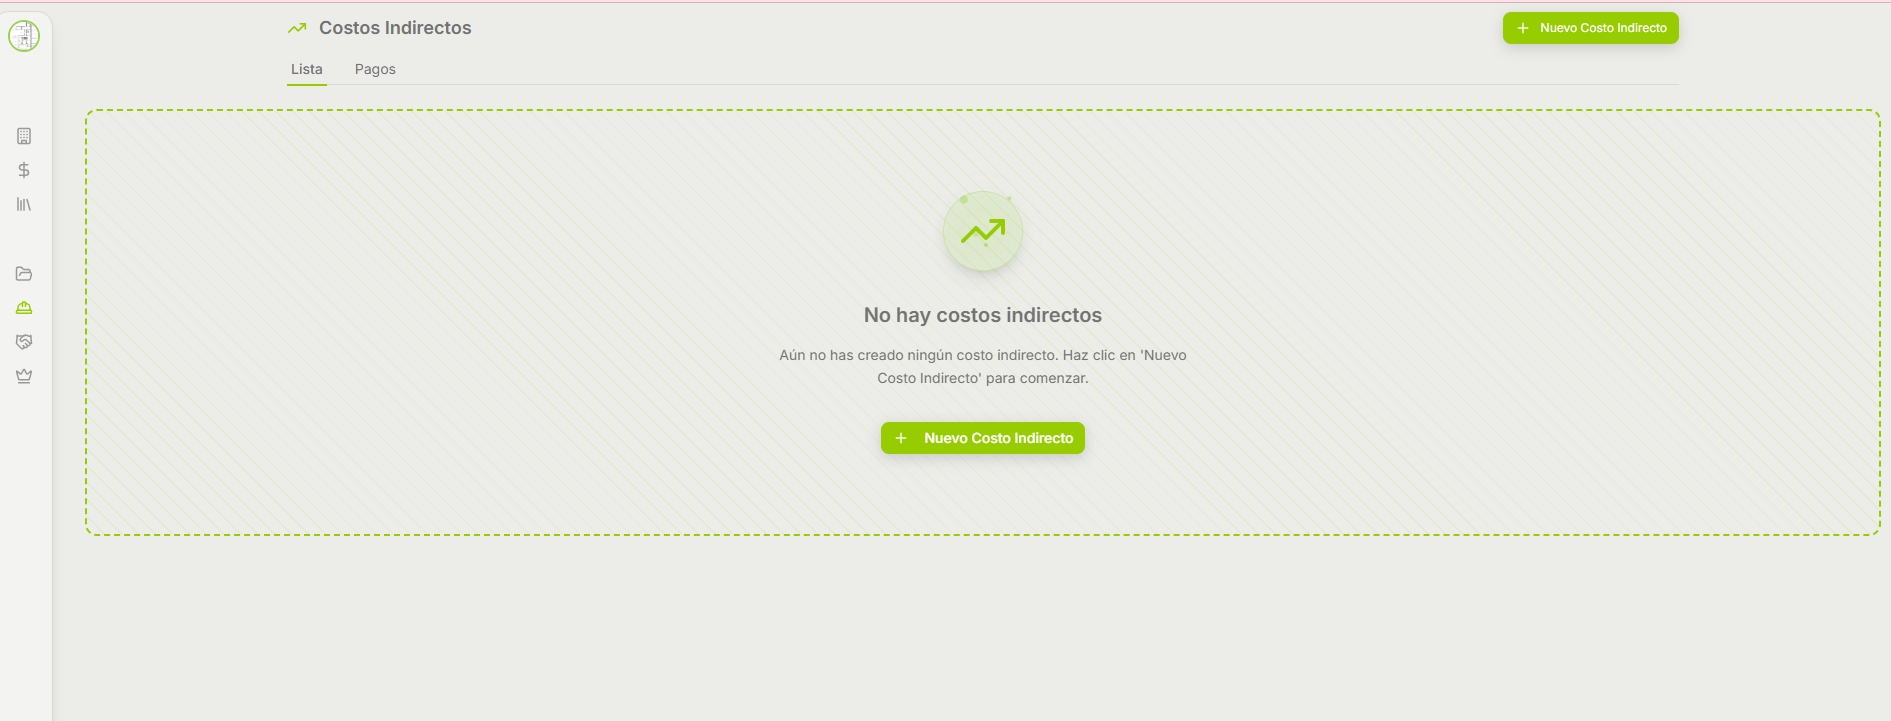 Costos Indirectos
Nuevo Costo Indirecto
Lista
Pagos
No hay costos indirectos
Aún no has creado ningún costo indirecto. Haz clic en 'Nuevo
Costo Indirecto' para comenzar.
Nuevo Costo Indirecto